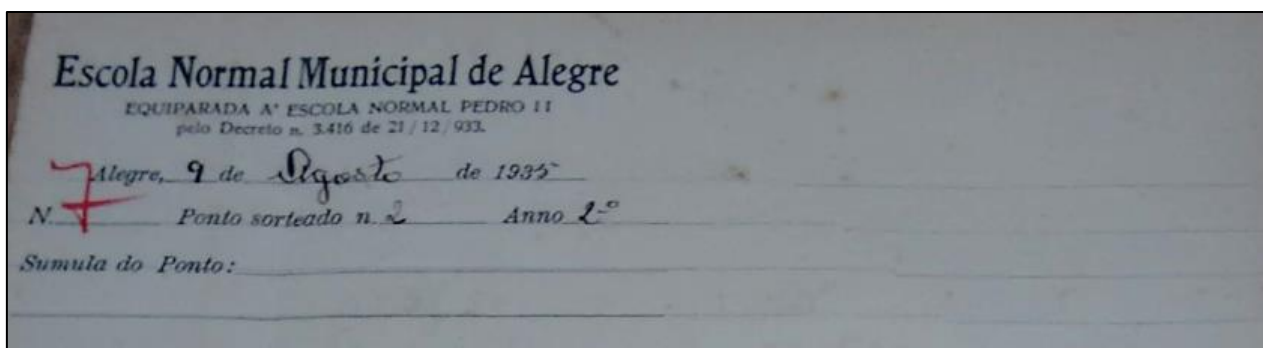 Escola Normal Municipal de Alegre
EQUIPARADA A' ESCOLA NORMAL PEDRO II
pelo Decreto n. 3.416 de 21 / 12 / 933.
Alegre, 9 de Agosto de 1935
N. 7 Ponto sorteado n. 2 Anno 2º
Sumula do Ponto: